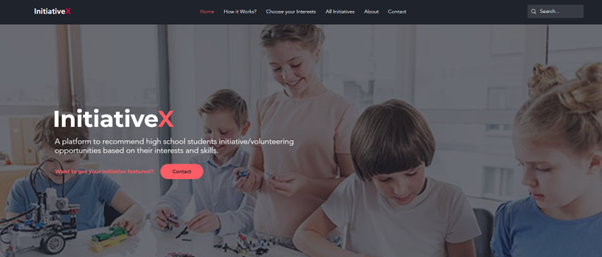 InitiativeX
Home How it Works? Choose your Interests All Initiatives About Contact
Search...
InitiativeX
A platform to recommend high school students initiative/volunteering
opportunities based on their interests and skills.
Want to get your initiative featured? Contact